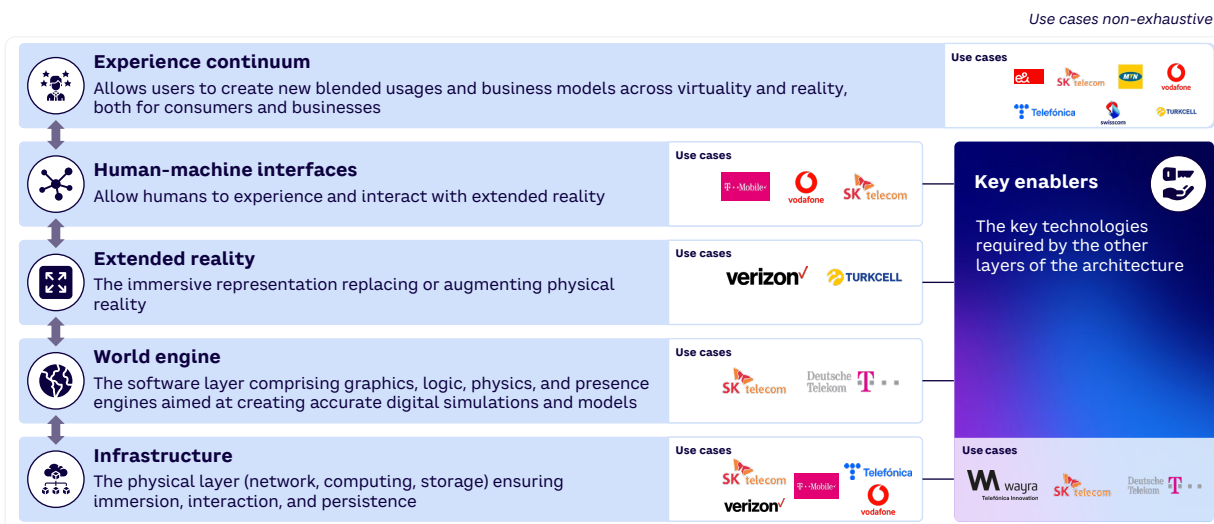 Use cases non-exhaustive
Experience continuum
Allows users to create new blended usages and business models across virtuality and reality,
both for consumers and businesses
Use cases
e&
SK telecom
MTN
vodafone
Telefónica
swisscom
TURKCELL
Human-machine interfaces
Allow humans to experience and interact with extended reality
Use cases
T··Mobile·
vodafone
SK telecom
Key enablers
The key technologies
required by the other
layers of the architecture
Extended reality
The immersive representation replacing or augmenting physical
reality
Use cases
verizon✓
TURKCELL
World engine
The software layer comprising graphics, logic, physics, and presence
engines aimed at creating accurate digital simulations and models
Use cases
SK telecom
Deutsche
Telekom T··
Infrastructure
The physical layer (network, computing, storage) ensuring
immersion, interaction, and persistence
Use cases
SK telecom
T··Mobile·
Telefónica
verizon✓
vodafone
Use cases
wayra
Telefónica Innovation
SK telecom
Deutsche
Telekom T··